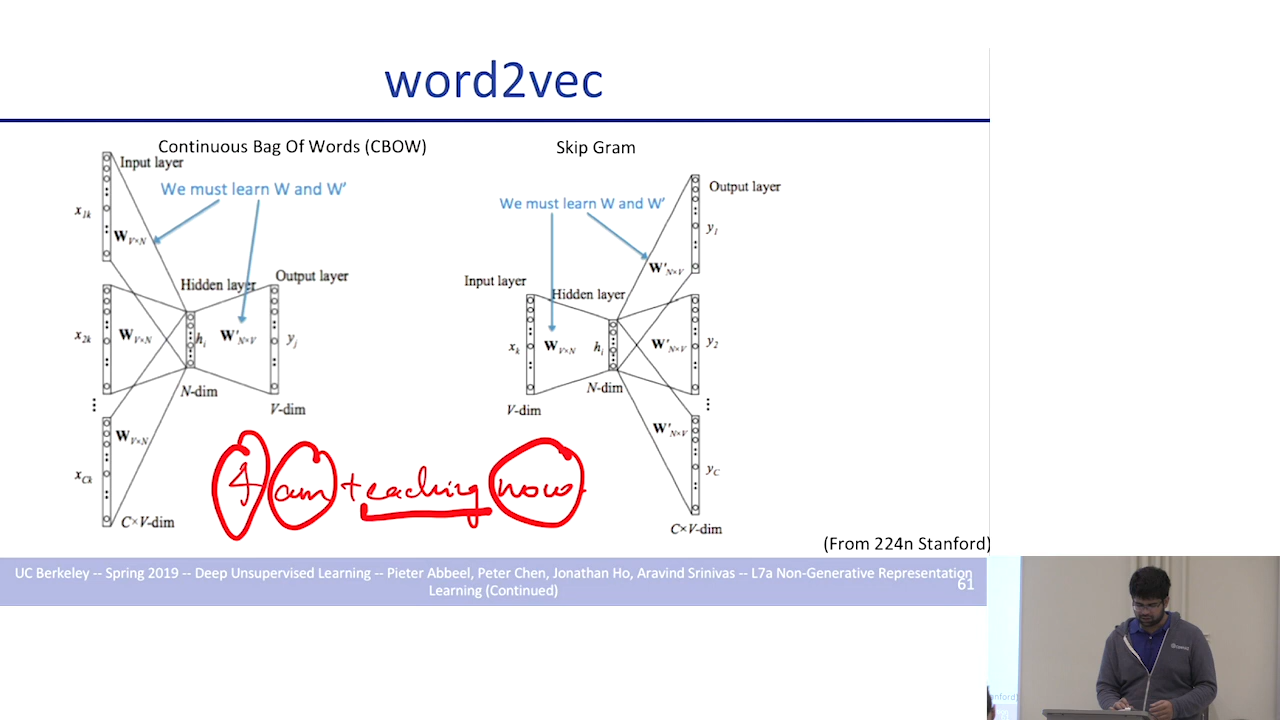 word2vec
Continuous Bag Of Words (CBOW)
Input layer
We must learn W and W'
x1k
WV×N
Hidden layer
Output layer
x2k
WV×N
hi
W'N×V
yj
N-dim
V-dim
⋮
WV×N
xCk
C×V-dim
Skip Gram
Output layer
We must learn W and W'
y1
W'N×V
Input layer
Hidden layer
xk
WV×N
hi
W'N×V
y2
N-dim
V-dim
⋮
W'N×V
yC
C×V-dim
I am teaching now.
(From 224n Stanford)
UC Berkeley -- Spring 2019 -- Deep Unsupervised Learning -- Pieter Abbeel, Peter Chen, Jonathan Ho, Aravind Srinivas -- L7a Non-Generative Representation
Learning (Continued)
61